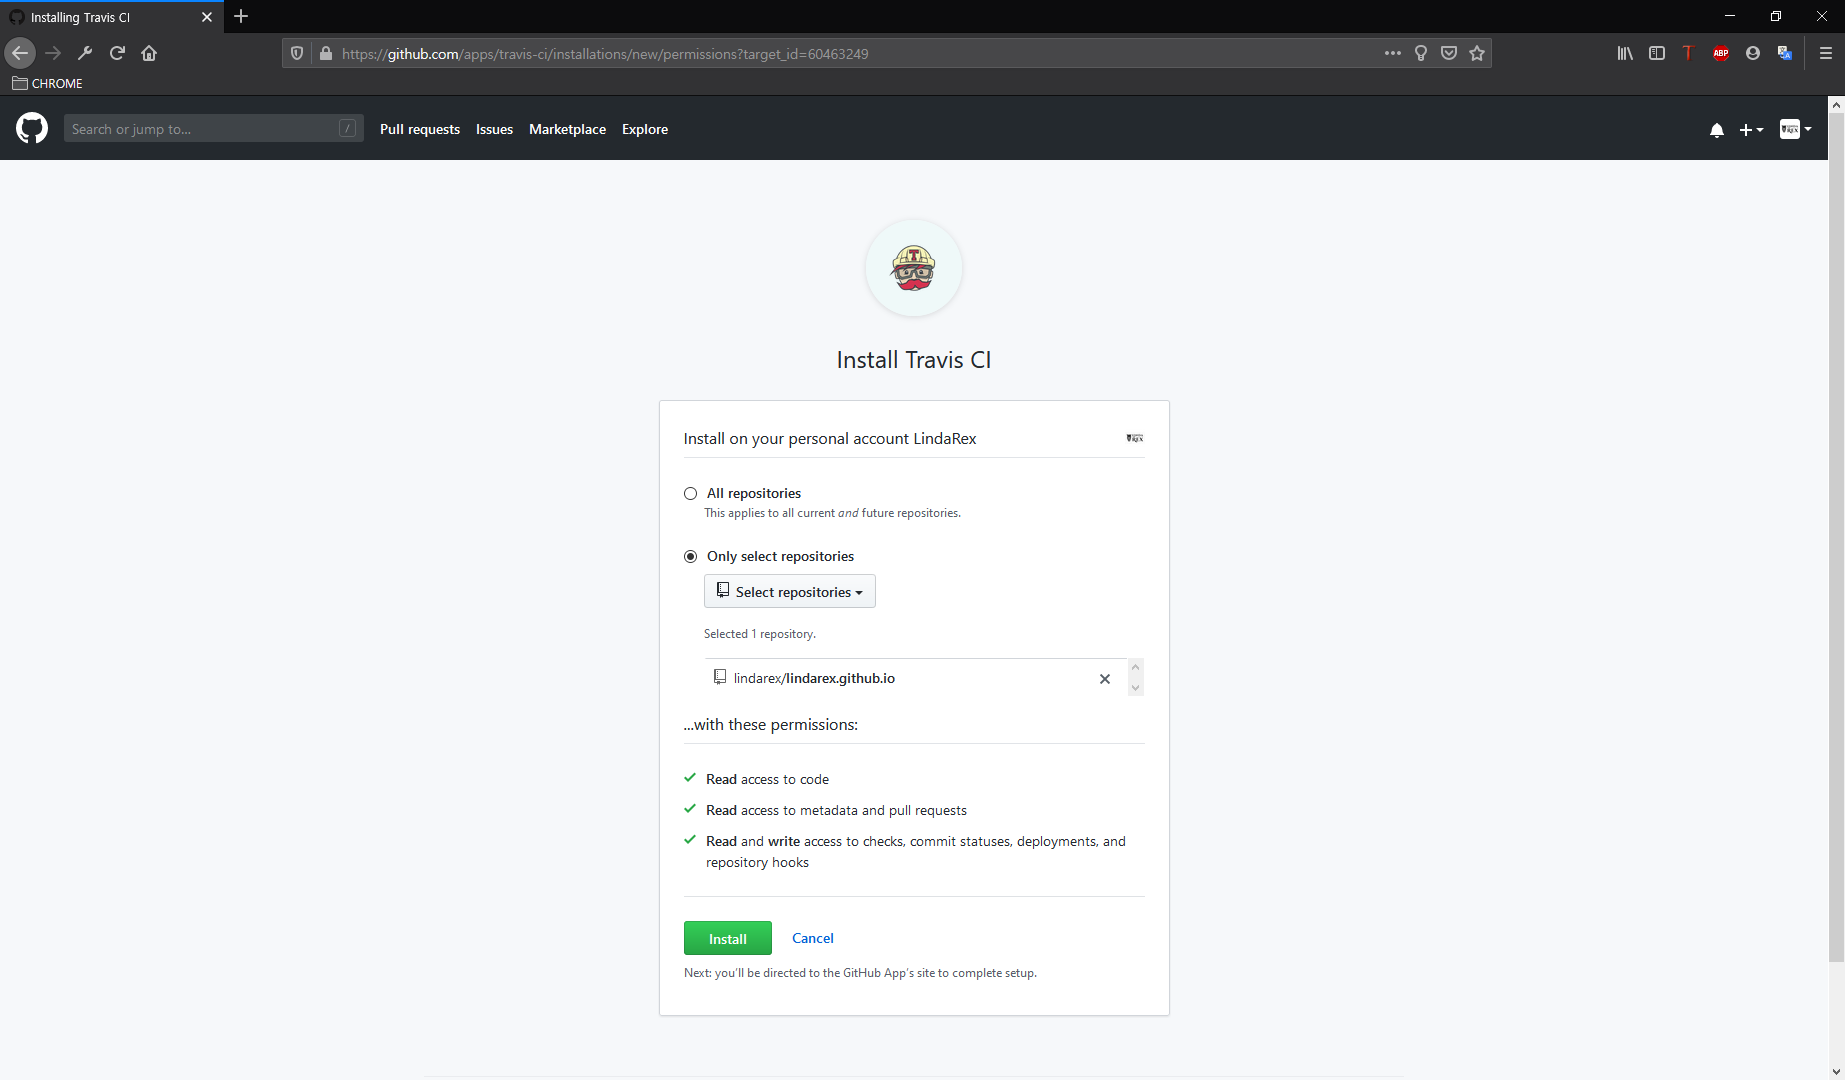 Installing Travis CI
https://github.com/apps/travis-ci/installations/new/permissions?target_id=60463249
T
ABP
CHROME
Search or jump to...
/
Pull requests
Issues
Marketplace
Explore
REX
T
Install Travis CI
Install on your personal account LindaRex
REX
All repositories
This applies to all current and future repositories.
Only select repositories
Select repositories
Selected 1 repository.
lindarex/lindarex.github.io
...with these permissions:
Read access to code
Read access to metadata and pull requests
Read and write access to checks, commit statuses, deployments, and
repository hooks
Install
Cancel
Next: you'll be directed to the GitHub App's site to complete setup.